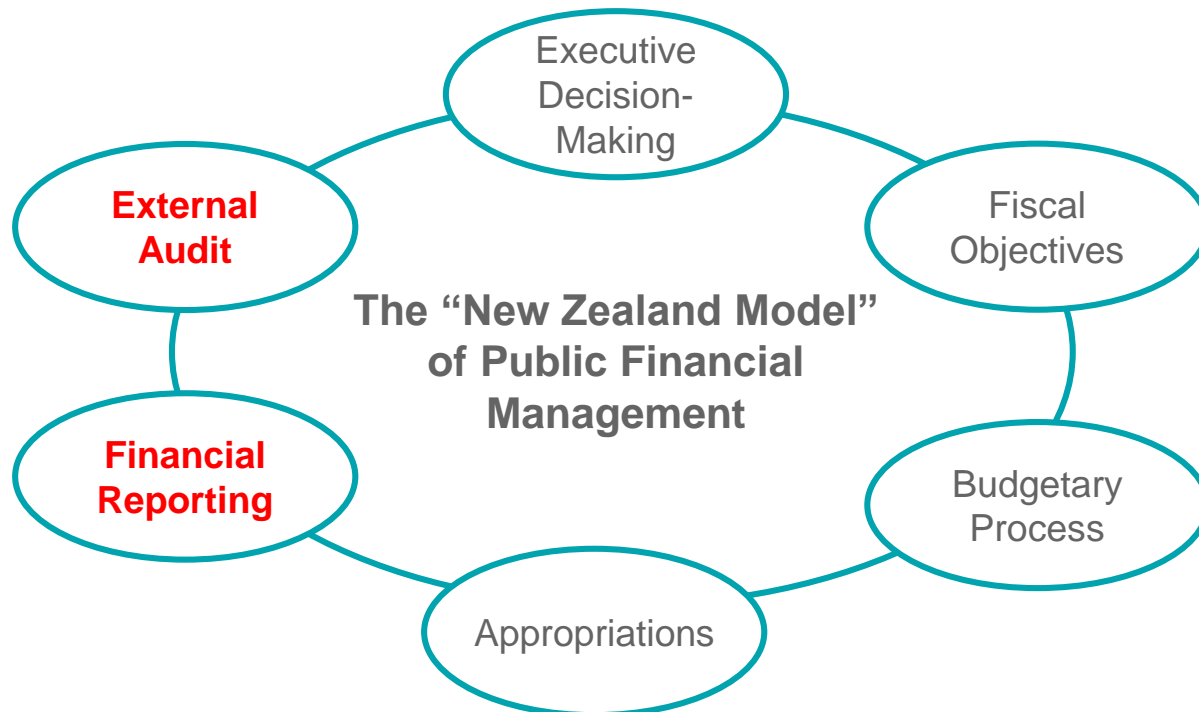 Executive
Decision-
Making
External
Audit
Fiscal
Objectives
The “New Zealand Model”
of Public Financial
Management
Financial
Reporting
Budgetary
Process
Appropriations